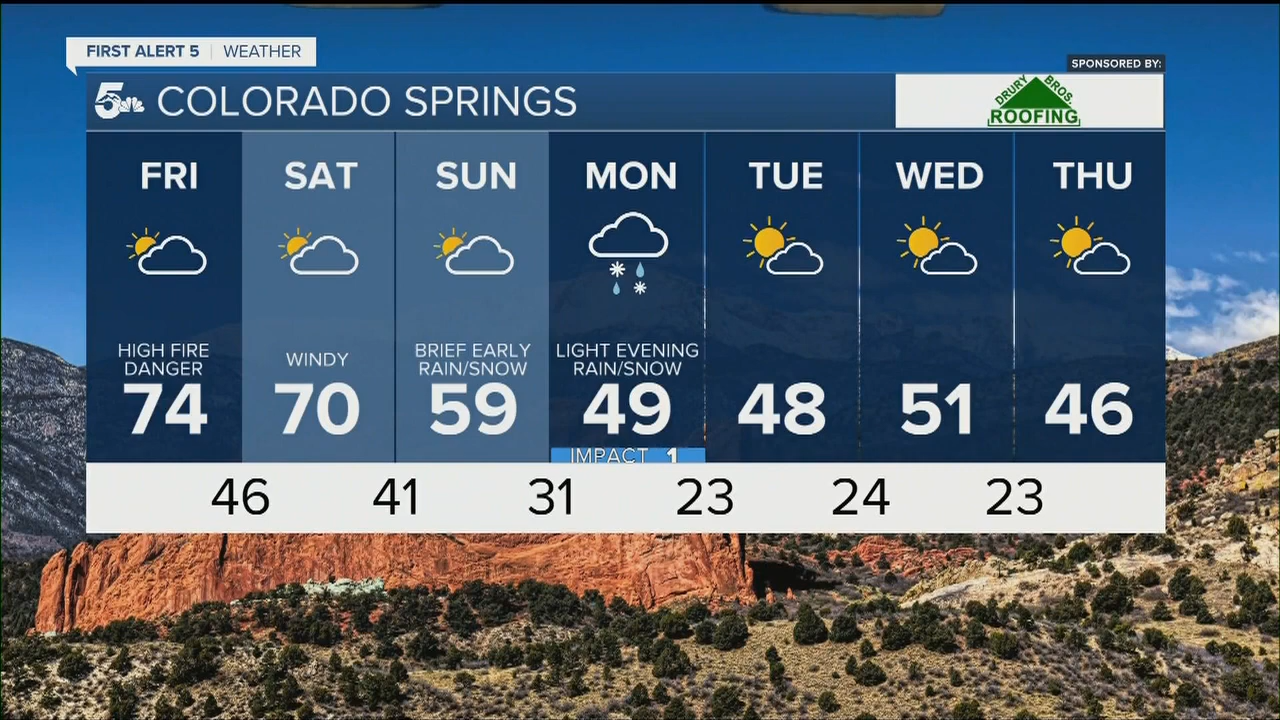 FIRST ALERT 5 | WEATHER
SPONSORED BY:
5 COLORADO SPRINGS
DRURY BROS.
ROOFING
FRI SAT SUN MON TUE WED THU
HIGH FIRE
DANGER
WINDY
BRIEF EARLY
RAIN/SNOW
LIGHT EVENING
RAIN/SNOW
74 70 59 49 48 51 46
IMPACT 1
46 41 31 23 24 23